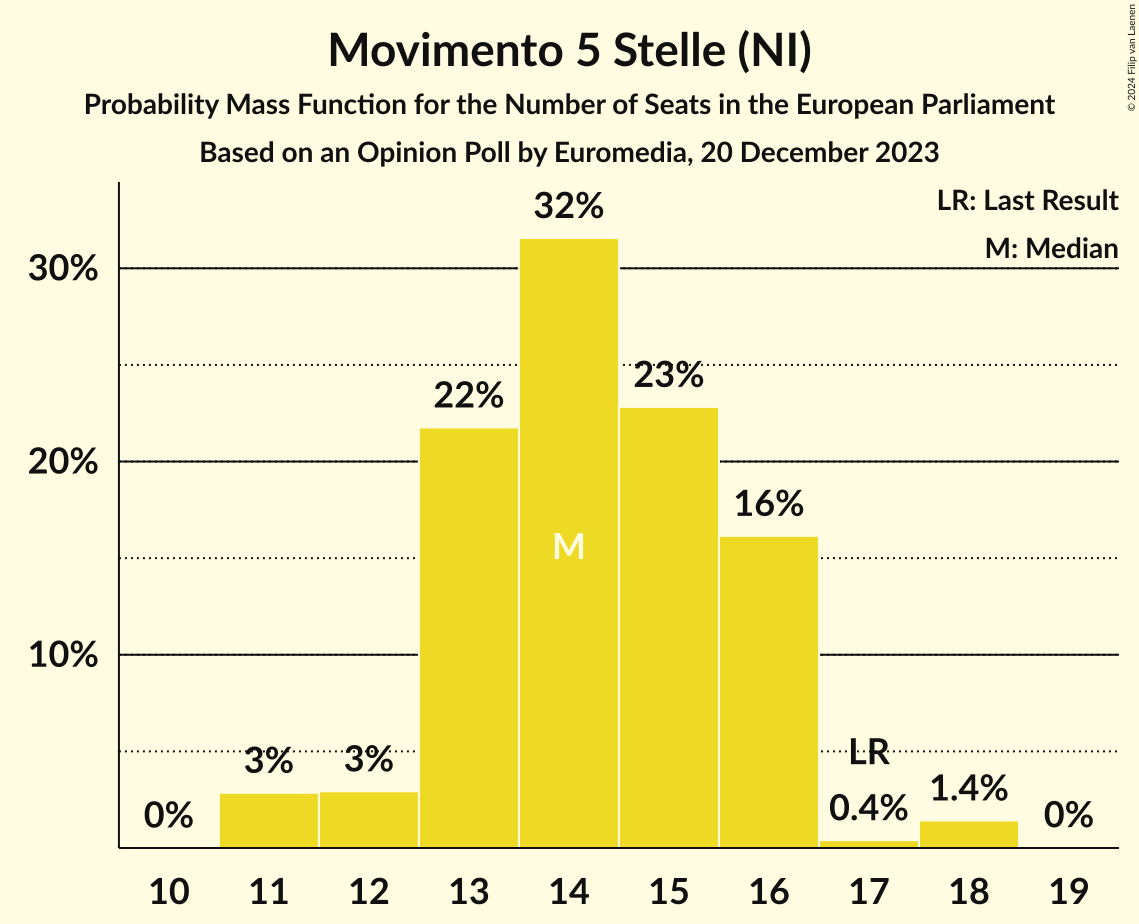 Movimento 5 Stelle (NI)
Probability Mass Function for the Number of Seats in the European Parliament
Based on an Opinion Poll by Euromedia, 20 December 2023
© 2024 Filip van Laenen
LR: Last Result
M: Median
30%
20%
10%
0%
3%
3%
22%
32%
M
23%
16%
LR
0.4%
1.4%
0%
10 11 12 13 14 15 16 17 18 19